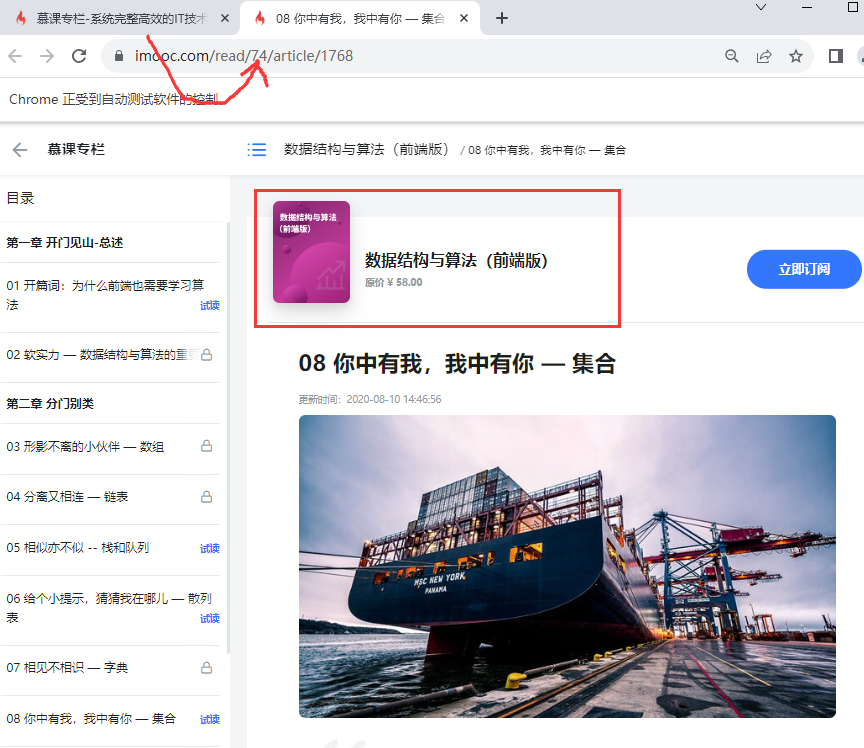 慕课专栏-系统完整高效的IT技术
08 你中有我，我中有你 — 集合
imooc.com/read/74/article/1768
Chrome 正受到自动测试软件的控制。
慕课专栏
数据结构与算法（前端版） / 08 你中有我，我中有你 — 集合
目录
第一章 开门见山-总述
01 开篇词：为什么前端也需要学习算
法
试读
02 软实力 — 数据结构与算法的重
第二章 分门别类
03 形影不离的小伙伴 — 数组
04 分离又相连 — 链表
05 相似亦不似 -- 栈和队列
试读
06 给个小提示，猜猜我在哪儿 — 散列
表
试读
07 相见不相识 — 字典
08 你中有我，我中有你 — 集合
试读
数据结构与算法
（前端版）
数据结构与算法（前端版）
原价 ¥ 58.00
立即订阅
08 你中有我，我中有你 — 集合
更新时间：2020-08-10 14:46:56
MSC NEW YORK
PANAMA